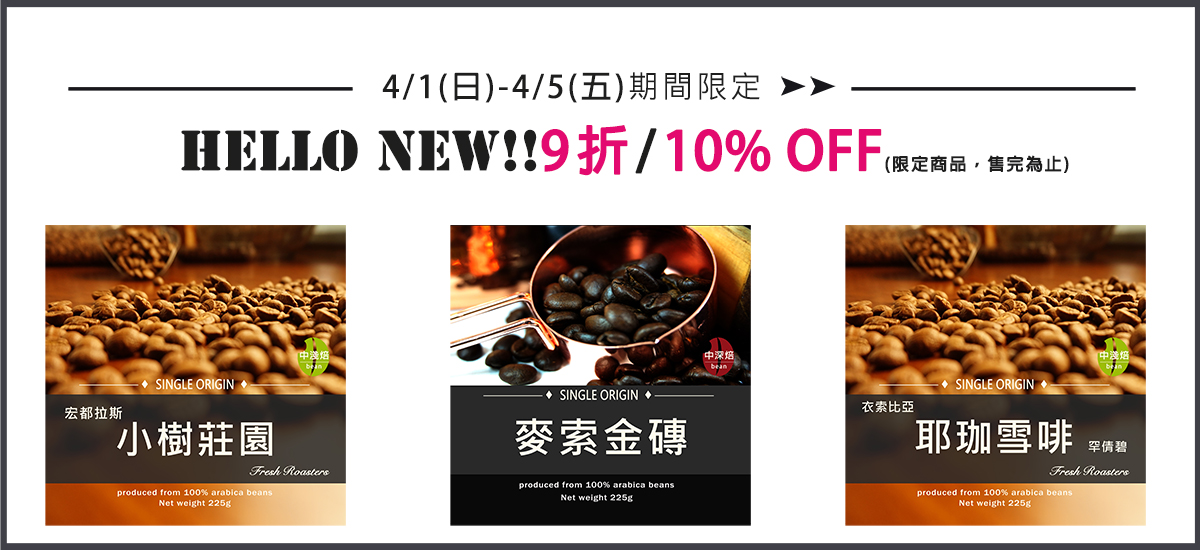 4/1(日)-4/5(五)期間限定
HELLO NEW!!9折/10% OFF(限定商品，售完為止)
中淺焙
bean
SINGLE ORIGIN
宏都拉斯
小樹莊園
Fresh Roasters
produced from 100% arabica beans
Net weight 225g
中深焙
bean
SINGLE ORIGIN
麥索金磚
produced from 100% arabica beans
Net weight 225g
中淺焙
bean
SINGLE ORIGIN
衣索比亞
耶珈雪啡 罕倩碧
Fresh Roasters
produced from 100% arabica beans
Net weight 225g